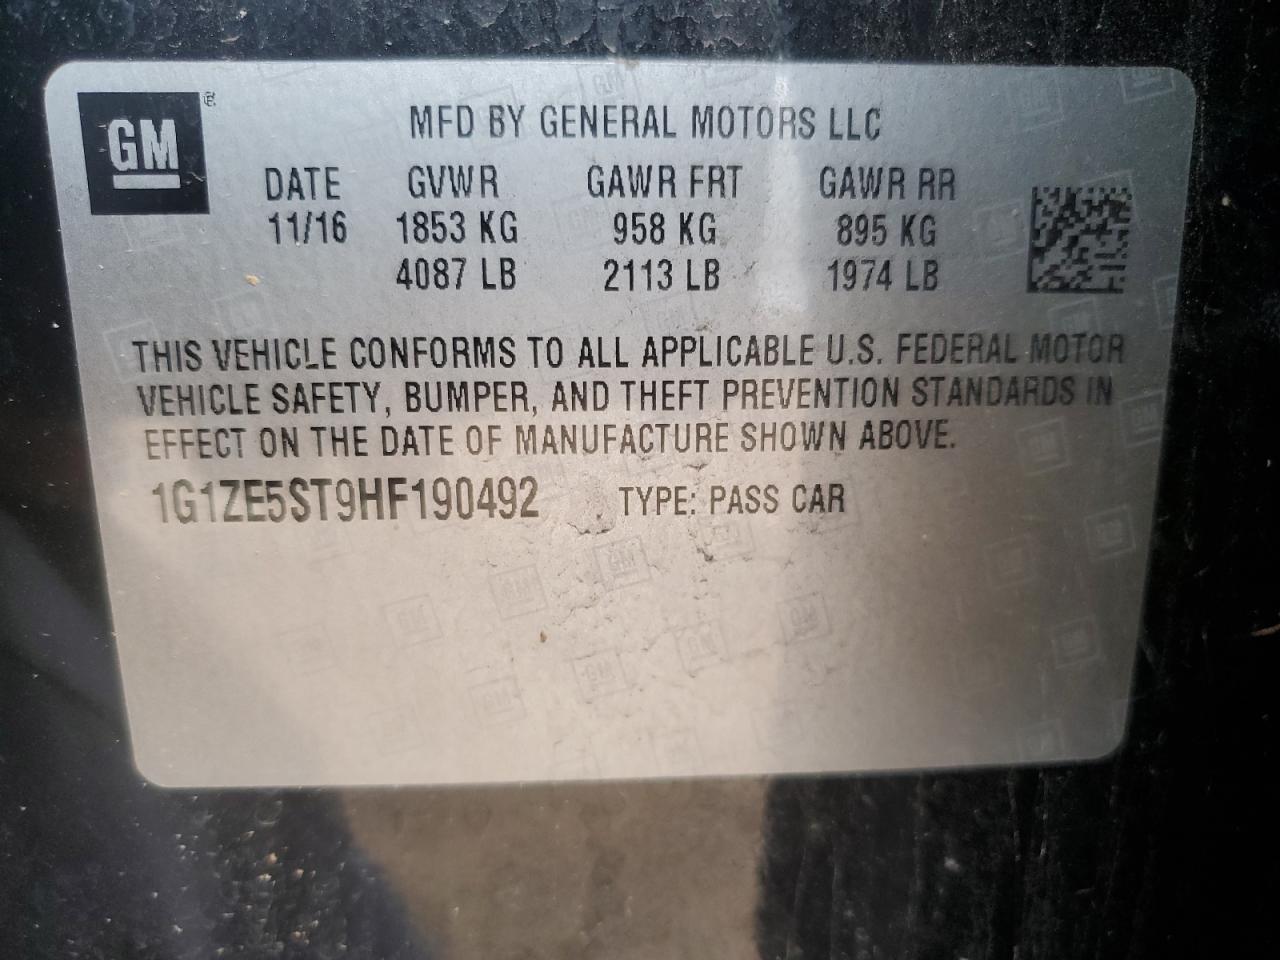 GM®
MFD BY GENERAL MOTORS LLC
DATE GVWR GAWR FRT GAWR RR
11/16 1853 KG 958 KG 895 KG
4087 LB 2113 LB 1974 LB
THIS VEHICLE CONFORMS TO ALL APPLICABLE U.S. FEDERAL MOTOR
VEHICLE SAFETY, BUMPER, AND THEFT PREVENTION STANDARDS IN
EFFECT ON THE DATE OF MANUFACTURE SHOWN ABOVE.
1G1ZE5ST9HF190492 TYPE: PASS CAR